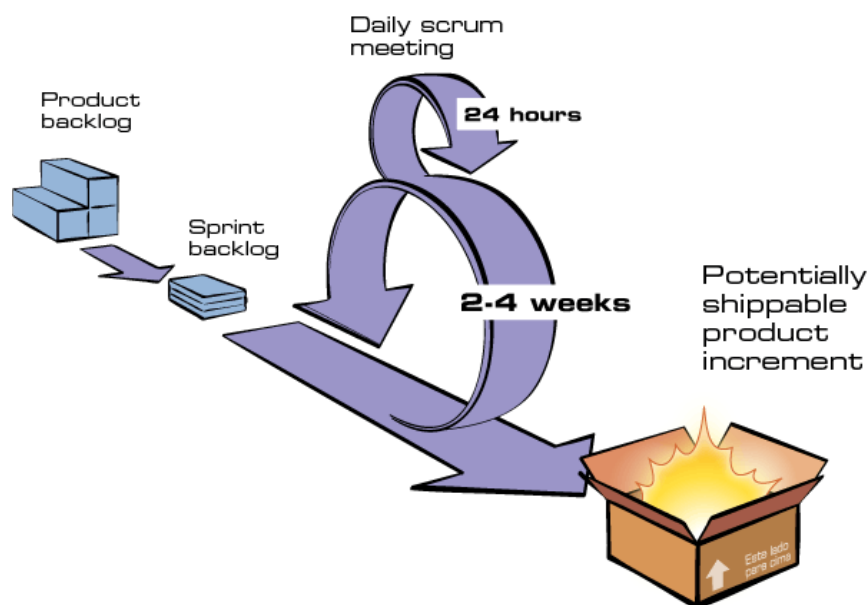 Daily scrum
meeting
24 hours
Product
backlog
Sprint
backlog
2-4 weeks
Potentially
shippable
product
increment
Este lado
para cima